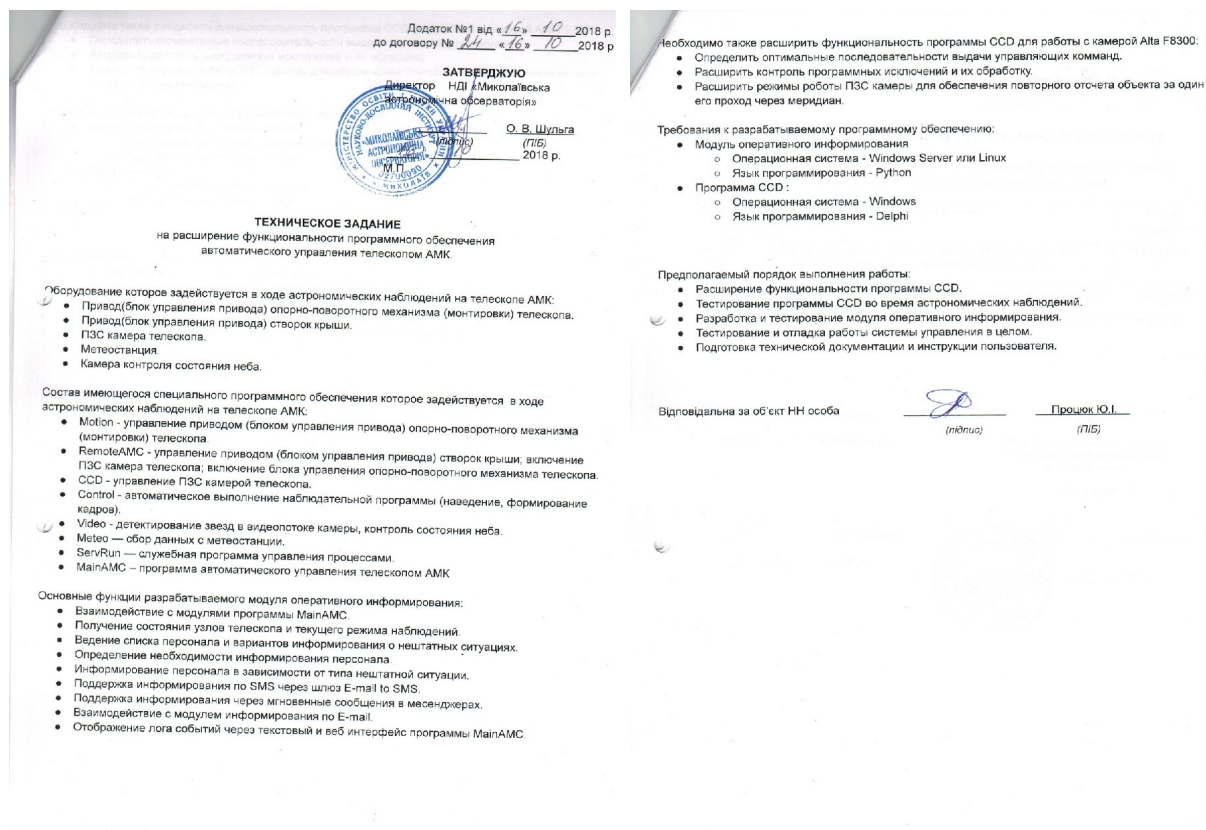 Додаток №1 від «16» 10 2018 р.
до договору № 24 «16» 10 2018 р
ЗАТВЕРДЖУЮ
Директор НДІ «Миколаївська
астрономічна обсерваторія»
О. В. Шульга
(підпис) (ПІБ)
2018 р.
М.П.
МІНІСТЕРСТВО ОСВІТИ І НАУКИ
НАУКОВО-ДОСЛІДНИЙ ІНСТИТУТ
«МИКОЛАЇВСЬКА
АСТРОНОМІЧНА
ОБСЕРВАТОРІЯ»
02700090
МИКОЛАЇВ
ТЕХНИЧЕСКОЕ ЗАДАНИЕ
на расширение функциональности программного обеспечения
автоматического управления телескопом АМК.
Оборудование которое задействуется в ходе астрономических наблюдений на телескопе АМК:
● Привод(блок управления привода) опорно-поворотного механизма (монтировки) телескопа.
● Привод(блок управления привода) створок крыши.
● ПЗС камера телескопа.
● Метеостанция.
● Камера контроля состояния неба.
Состав имеющегося специального программного обеспечения которое задействуется в ходе
астрономических наблюдений на телескопе АМК:
● Motion - управление приводом (блоком управления привода) опорно-поворотного механизма
(монтировки) телескопа.
● RemoteAMC - управление приводом (блоком управления привода) створок крыши; включение
ПЗС камера телескопа; включение блока управления опорно-поворотного механизма телескопа.
● CCD - управление ПЗС камерой телескопа.
● Control - автоматическое выполнение наблюдательной программы (наведение, формирование
кадров).
● Video - детектирование звезд в видеопотоке камеры, контроль состояния неба.
● Meteo — сбор данных с метеостанции.
● ServRun — служебная программа управления процессами.
● MainAMC – программа автоматического управления телескопом АМК
Основные функции разрабатываемого модуля оперативного информирования:
● Взаимодействие с модулями программы MainAMC.
● Получение состояния узлов телескопа и текущего режима наблюдений.
● Ведение списка персонала и вариантов информирования о нештатных ситуациях.
● Определение необходимости информирования персонала.
● Информирование персонала в зависимости от типа нештатной ситуации.
● Поддержка информирования по SMS через шлюз E-mail to SMS.
● Поддержка информирования через мгновенные сообщения в месенджерах.
● Взаимодействие с модулем информирования по E-mail.
● Отображение лога событий через текстовый и веб интерфейс программы MainAMC.
Необходимо также расширить функциональность программы CCD для работы с камерой Alta F8300:
● Определить оптимальные последовательности выдачи управляющих комманд.
● Расширить контроль программных исключений и их обработку.
● Расширить режимы роботы ПЗС камеры для обеспечения повторного отсчета объекта за один
его проход через меридиан.
Требования к разрабатываемому программному обеспечению:
● Модуль оперативного информирования
○ Операционная система - Windows Server или Linux
○ Язык программирования - Python
● Программа CCD :
○ Операционная система - Windows
○ Язык программирования - Delphi
Предполагаемый порядок выполнения работы:
● Расширение функциональности программы CCD.
● Тестирование программы CCD во время астрономических наблюдений.
● Разработка и тестирование модуля оперативного информирования.
● Тестирование и отладка работы системы управления в целом.
● Подготовка технической документации и инструкции пользователя.
Відповідальна за об'єкт НН особа Процюк Ю.І.
(підпис) (ПІБ)